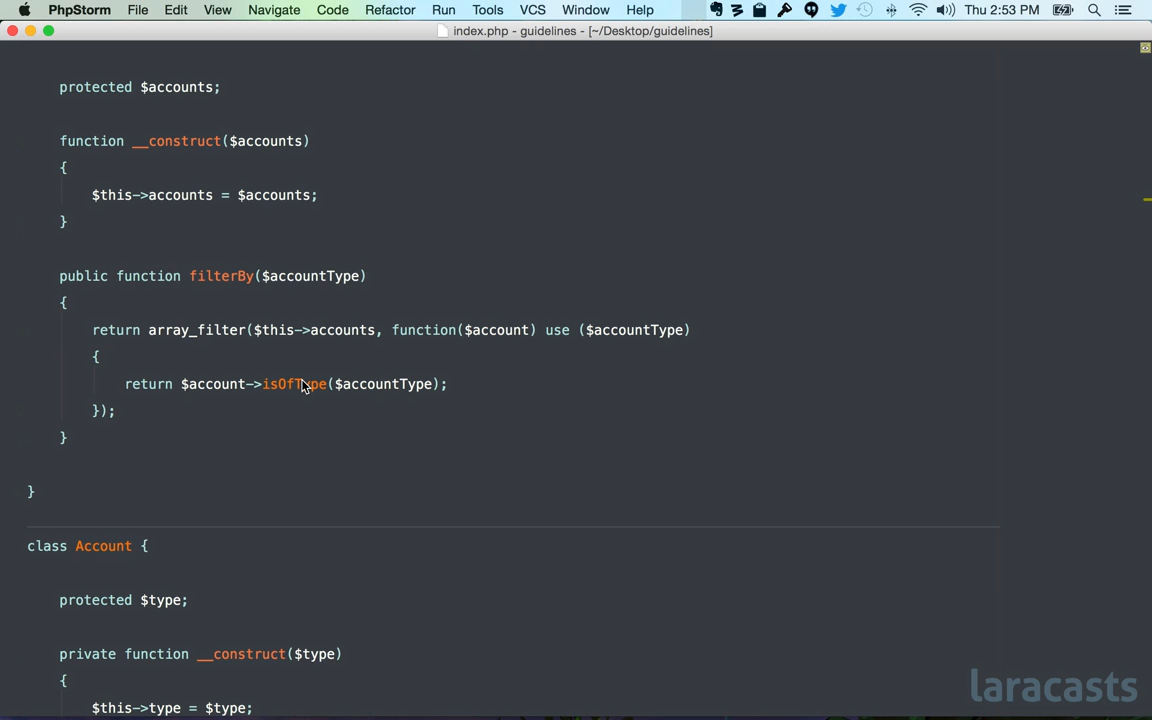 PhpStorm File Edit View Navigate Code Refactor Run Tools VCS Window Help Thu 2:53 PM
index.php - guidelines - [~/Desktop/guidelines]
protected $accounts;
function __construct($accounts)
{
$this->accounts = $accounts;
}
public function filterBy($accountType)
{
return array_filter($this->accounts, function($account) use ($accountType)
{
return $account->isOfType($accountType);
});
}
}
class Account {
protected $type;
private function __construct($type)
{
$this->type = $type;
laracasts